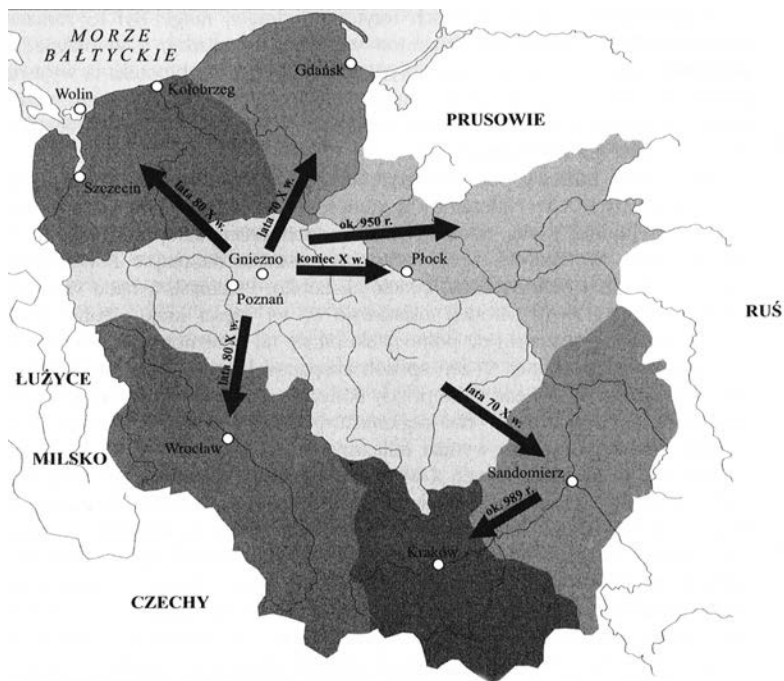 MORZE
BAŁTYCKIE
Gdańsk
Kołobrzeg
Wolin
PRUSOWIE
Szczecin
lata 80 X w.
lata 70 X w.
ok. 950 r.
Gniezno
koniec X w.
Płock
Poznań
RUŚ
lata 80 X w.
ŁUŻYCE
lata 70 X w.
Wrocław
MILSKO
Sandomierz
ok. 989 r.
Kraków
CZECHY